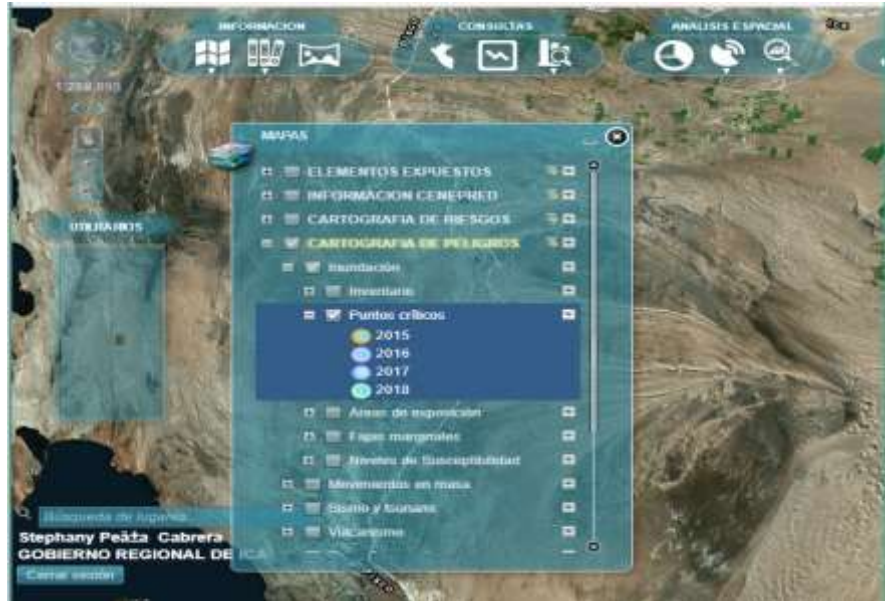 INFORMACION
CONSULTAS
ANALISIS ESPACIAL
MAPAS
ELEMENTOS EXPUESTOS
INFORMACION CENEPRED
CARTOGRAFIA DE RIESGOS
UTILITARIOS
CARTOGRAFIA DE PELIGROS
Inundación
Inventario
Puntos críticos
2015
2016
2017
2018
Areas de exposición
Fajas marginales
Niveles de Susceptibilidad
Movimientos en masa
Sismo y tsunami
Vulcanismo
Búsqueda de lugares...
Stephany Peã±a Cabrera
GOBIERNO REGIONAL DE ICA
Cerrar sesión